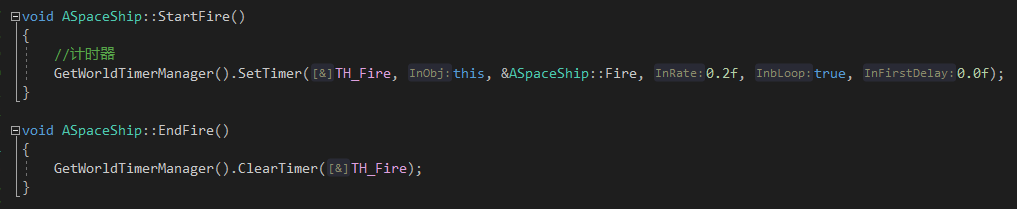 void ASpaceShip::StartFire()
{
//计时器
GetWorldTimerManager().SetTimer([&]TH_Fire, InObj:this, &ASpaceShip::Fire, InRate:0.2f, InbLoop:true, InFirstDelay:0.0f);
}
void ASpaceShip::EndFire()
{
GetWorldTimerManager().ClearTimer([&]TH_Fire);
}